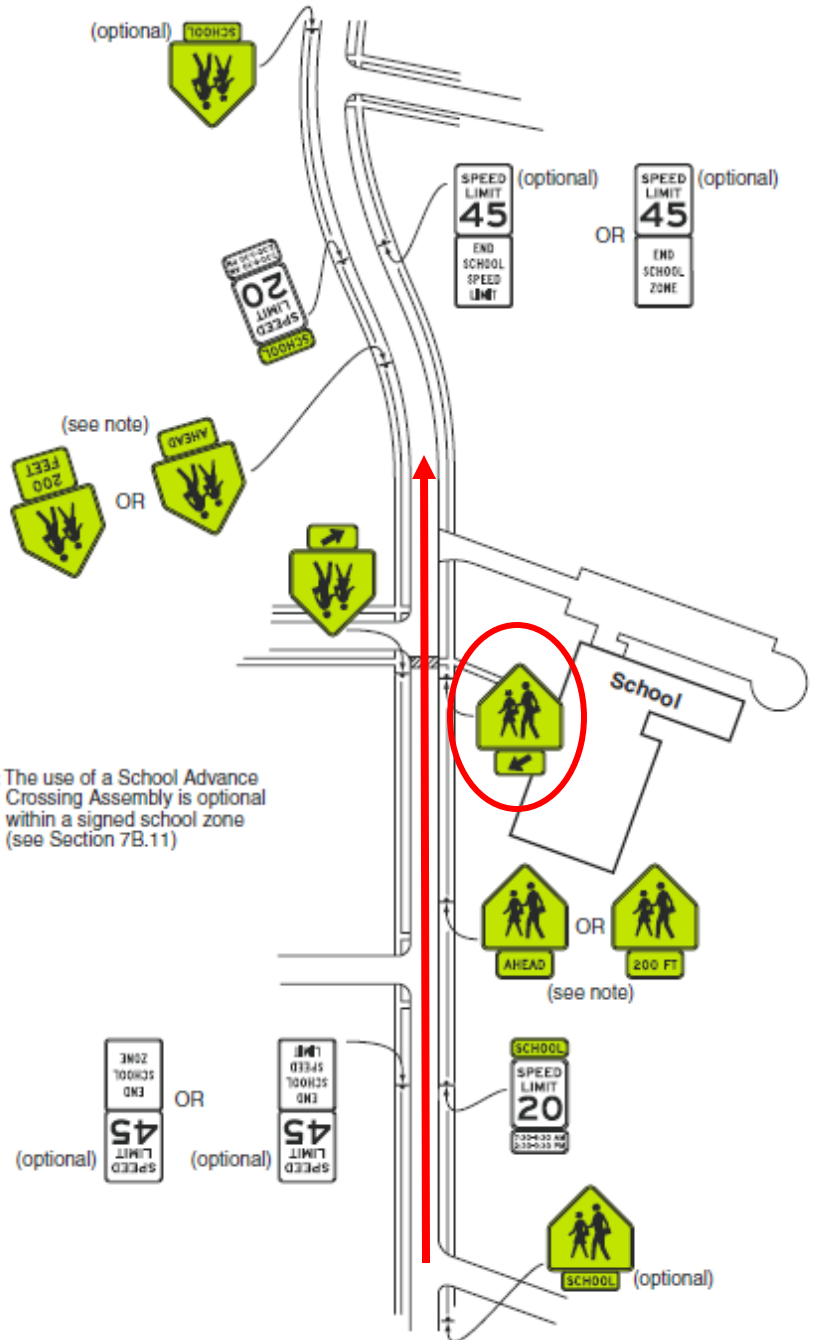 (optional)
SCHOOL
SPEED
LIMIT
45
(optional)
END
SCHOOL
SPEED
LIMIT
OR
SPEED
LIMIT
45
(optional)
END
SCHOOL
ZONE
SCHOOL
SPEED
LIMIT
20
(see note)
200
FEET
OR
AHEAD
School
The use of a School Advance
Crossing Assembly is optional
within a signed school zone
(see Section 7B.11)
AHEAD
OR
200 FT
(see note)
SPEED
LIMIT
45
END
SCHOOL
ZONE
(optional)
OR
SPEED
LIMIT
45
END
SCHOOL
SPEED
LIMIT
(optional)
SCHOOL
SPEED
LIMIT
20
SCHOOL
(optional)